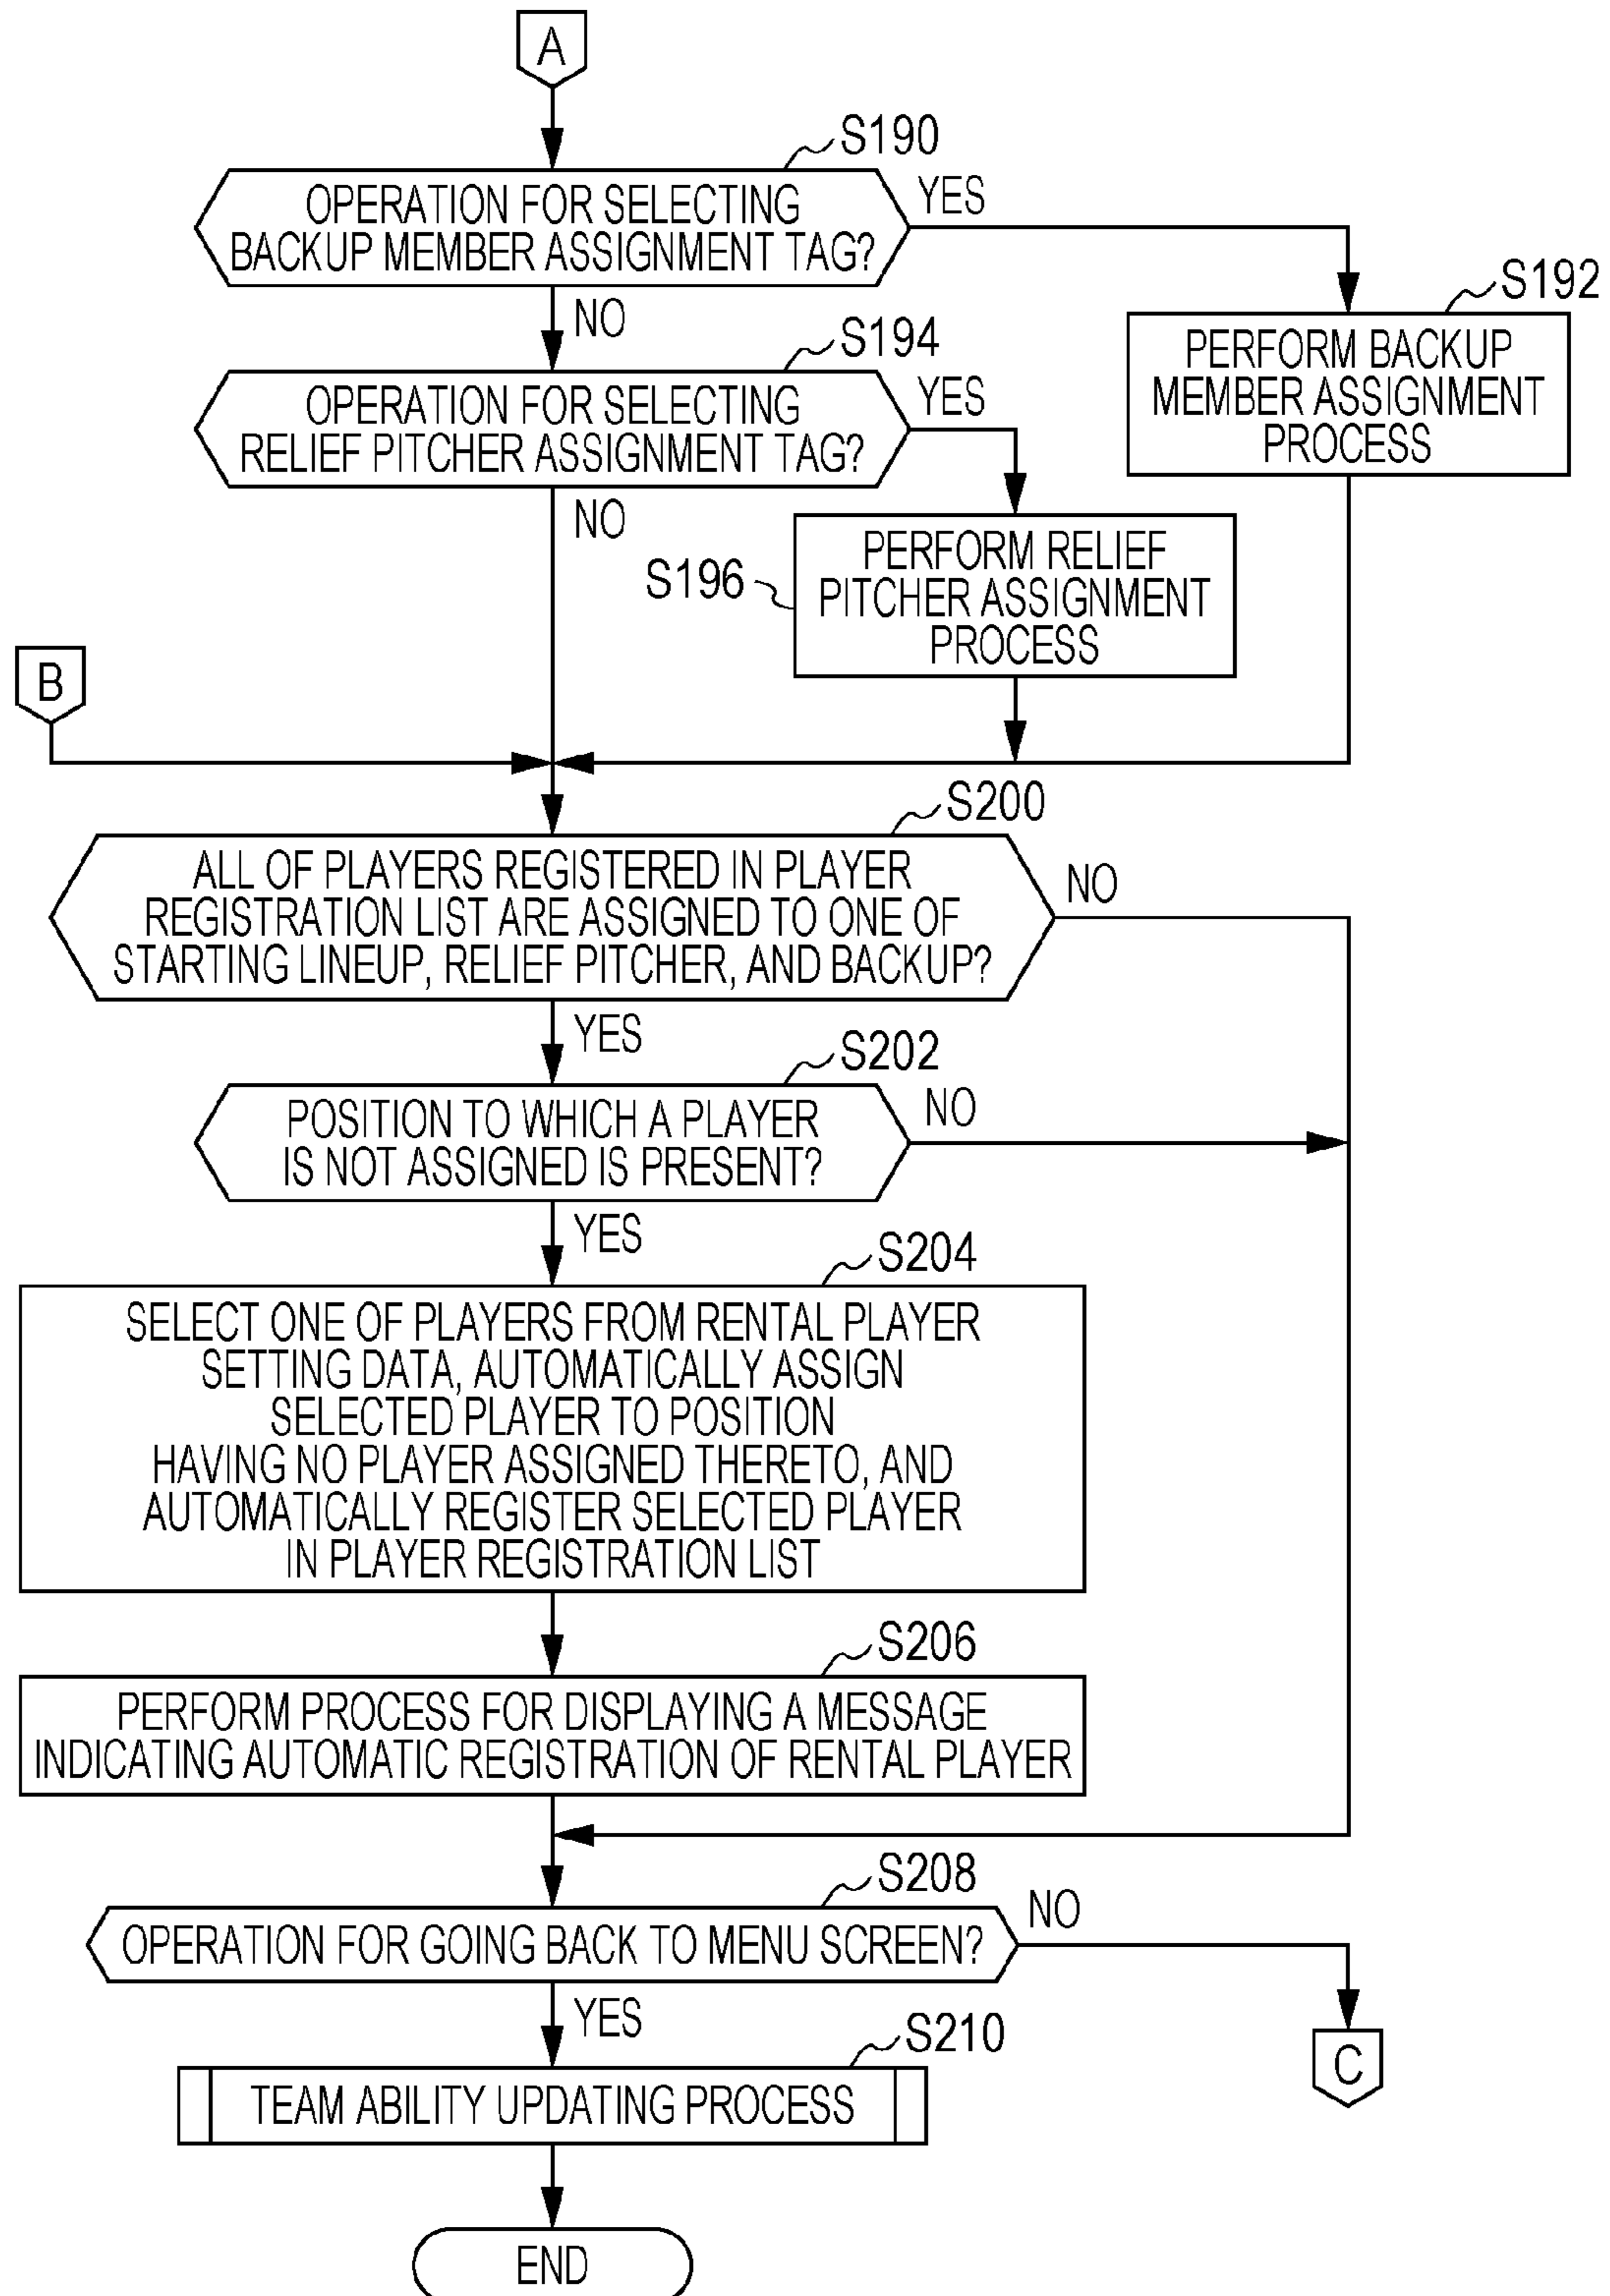 A
S190
OPERATION FOR SELECTING
BACKUP MEMBER ASSIGNMENT TAG?
YES
NO
S192
PERFORM BACKUP
MEMBER ASSIGNMENT
PROCESS
S194
OPERATION FOR SELECTING
RELIEF PITCHER ASSIGNMENT TAG?
YES
NO
S196
PERFORM RELIEF
PITCHER ASSIGNMENT
PROCESS
B
S200
ALL OF PLAYERS REGISTERED IN PLAYER
REGISTRATION LIST ARE ASSIGNED TO ONE OF
STARTING LINEUP, RELIEF PITCHER, AND BACKUP?
NO
YES
S202
POSITION TO WHICH A PLAYER
IS NOT ASSIGNED IS PRESENT?
NO
YES
S204
SELECT ONE OF PLAYERS FROM RENTAL PLAYER
SETTING DATA, AUTOMATICALLY ASSIGN
SELECTED PLAYER TO POSITION
HAVING NO PLAYER ASSIGNED THERETO, AND
AUTOMATICALLY REGISTER SELECTED PLAYER
IN PLAYER REGISTRATION LIST
S206
PERFORM PROCESS FOR DISPLAYING A MESSAGE
INDICATING AUTOMATIC REGISTRATION OF RENTAL PLAYER
S208
OPERATION FOR GOING BACK TO MENU SCREEN?
NO
YES
S210
TEAM ABILITY UPDATING PROCESS
C
END